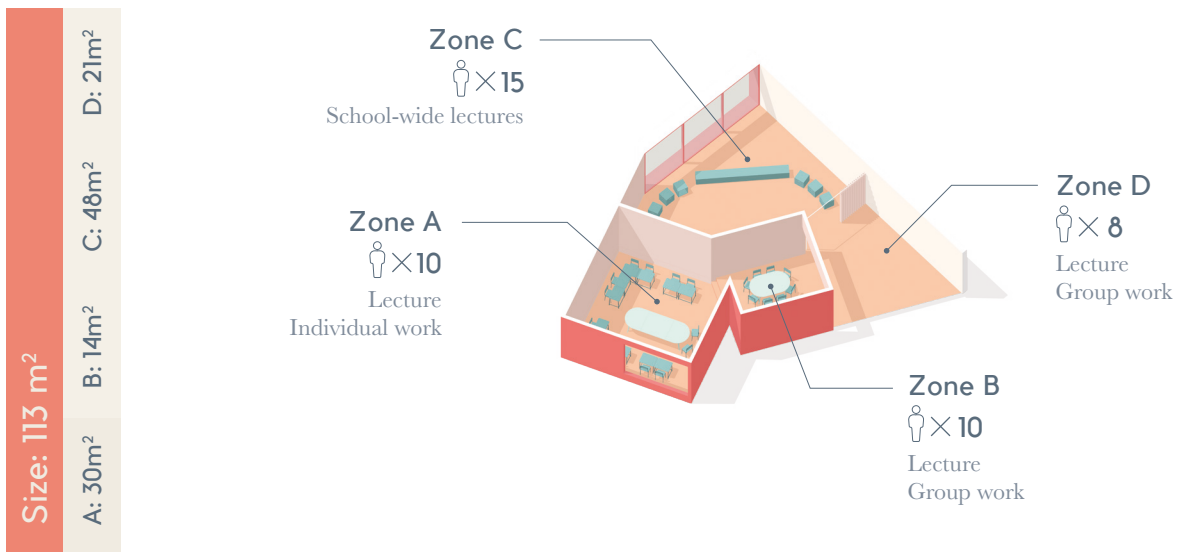 Size: 113 m²
D: 21m²
C: 48m²
B: 14m²
A: 30m²
Zone C
×15
School-wide lectures
Zone A
×10
Lecture
Individual work
Zone D
× 8
Lecture
Group work
Zone B
×10
Lecture
Group work